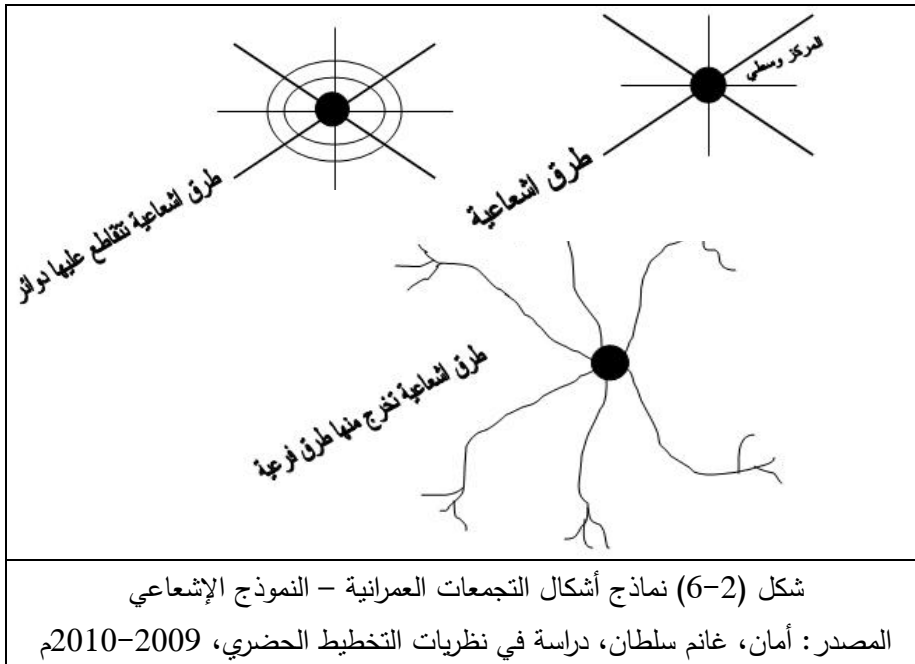 المركز وسطي
طرق اشعاعية
طرق اشعاعية تتقاطع عليها دوائر
طرق اشعاعية تخرج منها طرق فرعية
شكل (2-6) نماذج أشكال التجمعات العمرانية – النموذج الإشعاعي
المصدر: أمان، غانم سلطان، دراسة في نظريات التخطيط الحضري، 2009-2010م